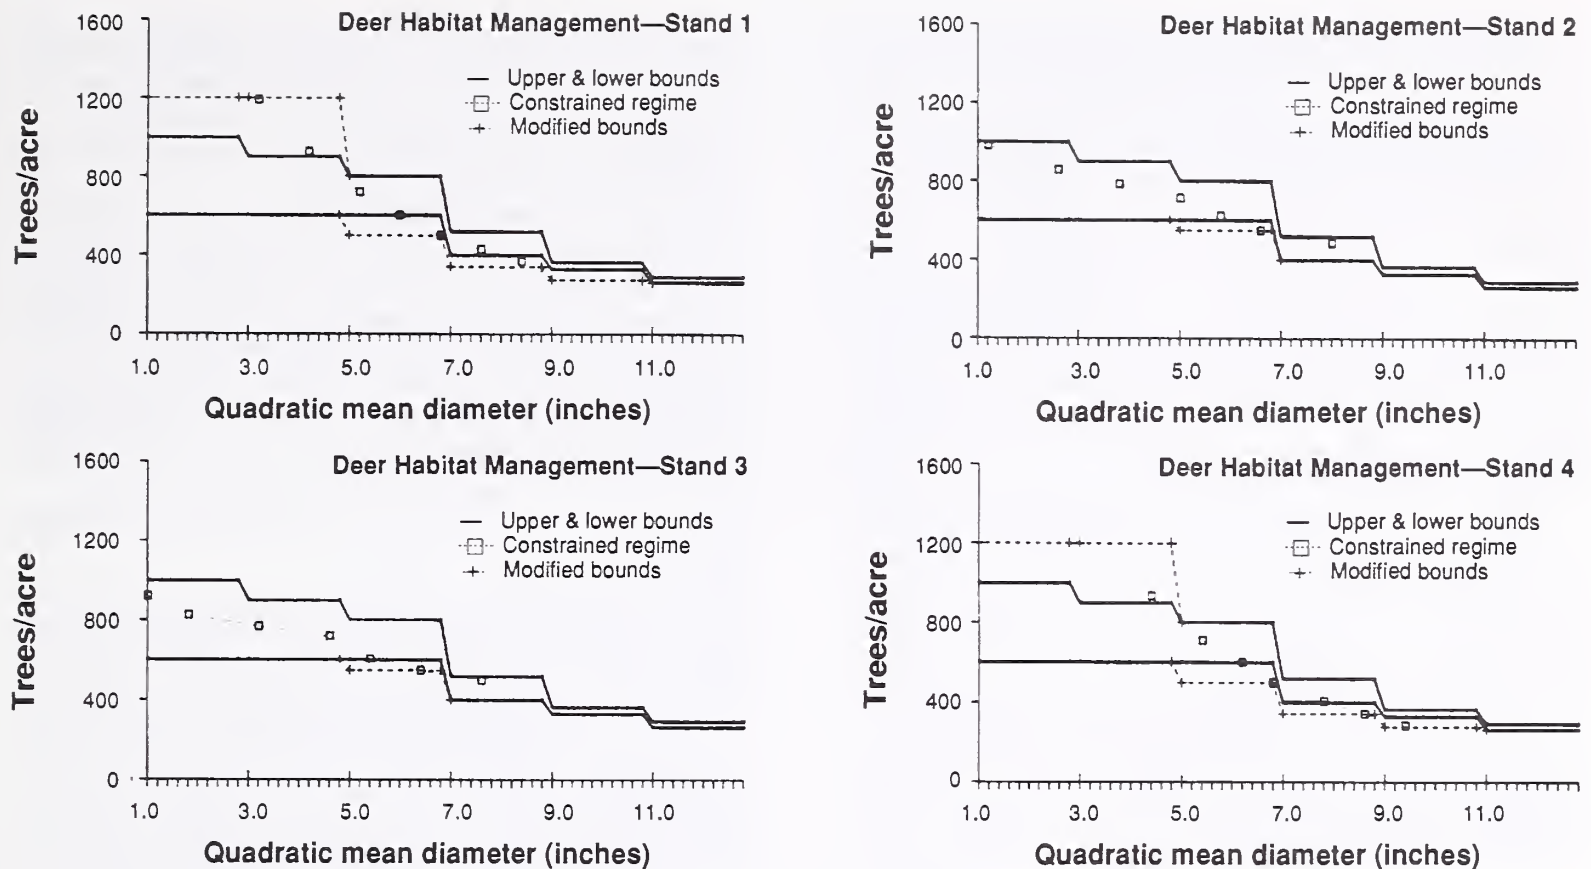 Deer Habitat Management—Stand 1
Trees/acre
1600
1200
800
400
0
Upper & lower bounds
Constrained regime
Modified bounds
1.0 3.0 5.0 7.0 9.0 11.0
Quadratic mean diameter (inches)
Deer Habitat Management—Stand 2
Trees/acre
1600
1200
800
400
0
Upper & lower bounds
Constrained regime
Modified bounds
1.0 3.0 5.0 7.0 9.0 11.0
Quadratic mean diameter (inches)
Deer Habitat Management—Stand 3
Trees/acre
1600
1200
800
400
0
Upper & lower bounds
Constrained regime
Modified bounds
1.0 3.0 5.0 7.0 9.0 11.0
Quadratic mean diameter (inches)
Deer Habitat Management—Stand 4
Trees/acre
1600
1200
800
400
0
Upper & lower bounds
Constrained regime
Modified bounds
1.0 3.0 5.0 7.0 9.0 11.0
Quadratic mean diameter (inches)